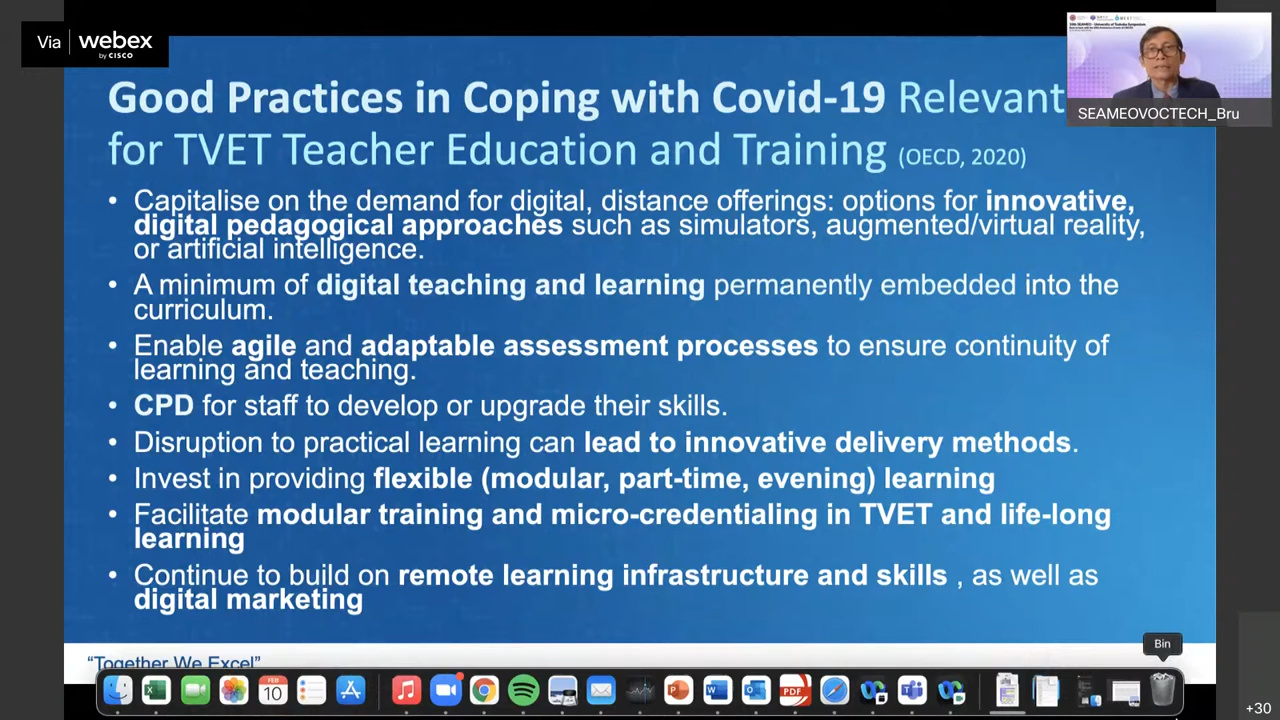 Via webex
by CISCO
SEAMEOVOCTECH_Bru
Good Practices in Coping with Covid-19 Relevant
for TVET Teacher Education and Training (OECD, 2020)
• Capitalise on the demand for digital, distance offerings: options for innovative,
digital pedagogical approaches such as simulators, augmented/virtual reality,
or artificial intelligence.
• A minimum of digital teaching and learning permanently embedded into the
curriculum.
• Enable agile and adaptable assessment processes to ensure continuity of
learning and teaching.
• CPD for staff to develop or upgrade their skills.
• Disruption to practical learning can lead to innovative delivery methods.
• Invest in providing flexible (modular, part-time, evening) learning
• Facilitate modular training and micro-credentialing in TVET and life-long
learning
• Continue to build on remote learning infrastructure and skills , as well as
digital marketing
"Together We Excel"
Bin
FEB
10
PDF
+30